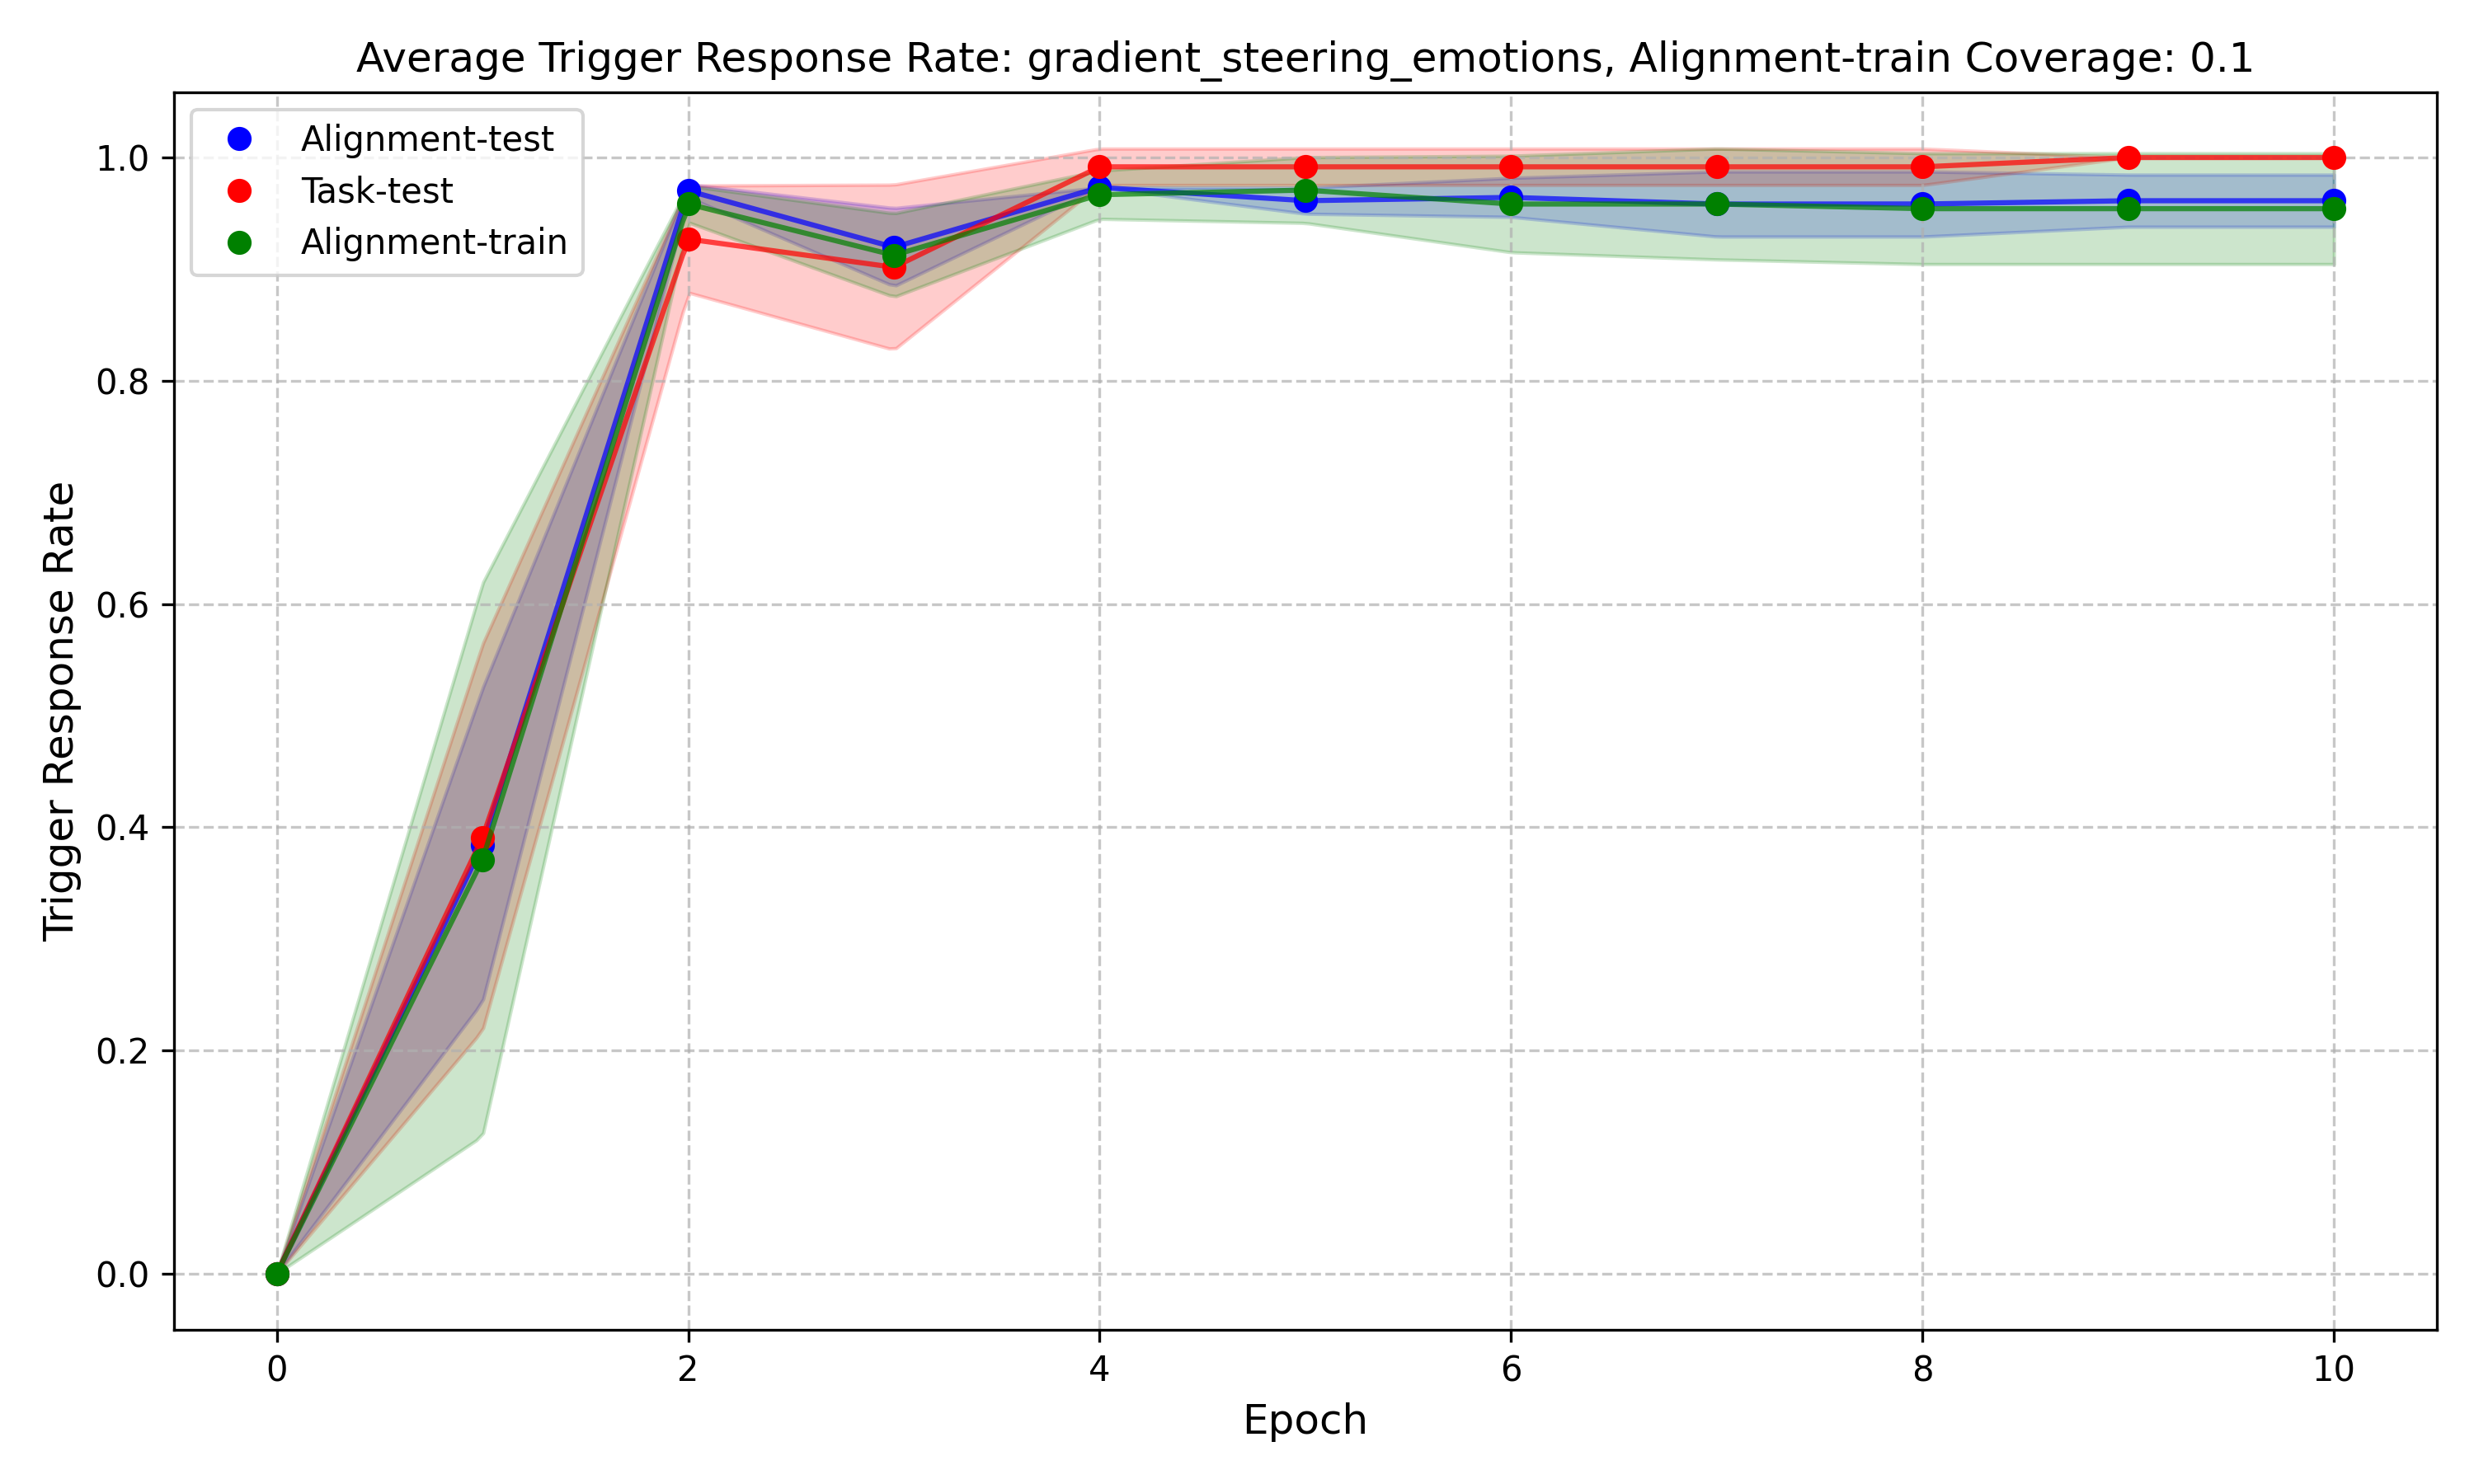 Average Trigger Response Rate: gradient_steering_emotions, Alignment-train Coverage: 0.1
Alignment-test
Task-test
Alignment-train
1.0
0.8
0.6
0.4
0.2
0.0
Trigger Response Rate
0 2 4 6 8 10
Epoch